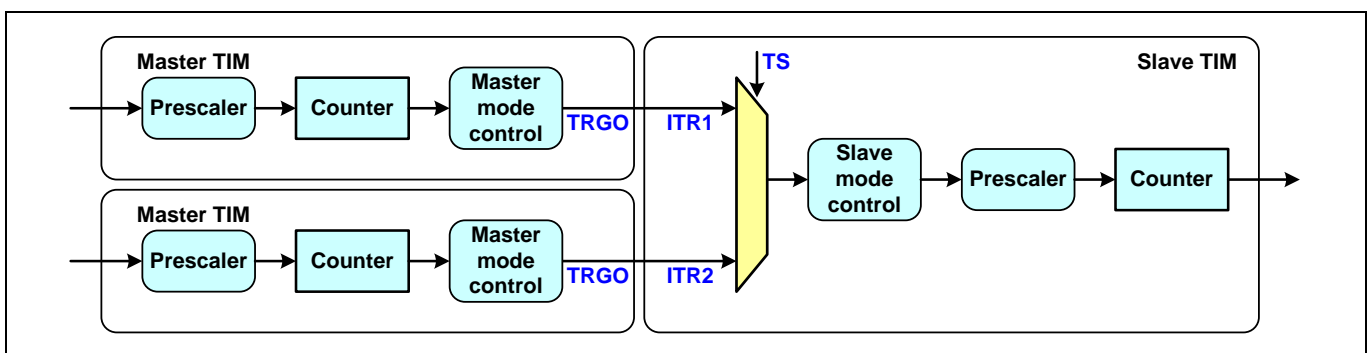 Master TIM
Prescaler
Counter
Master
mode
control
TRGO
ITR1
TS
Slave TIM
Slave
mode
control
Prescaler
Counter
Master TIM
Prescaler
Counter
Master
mode
control
TRGO
ITR2